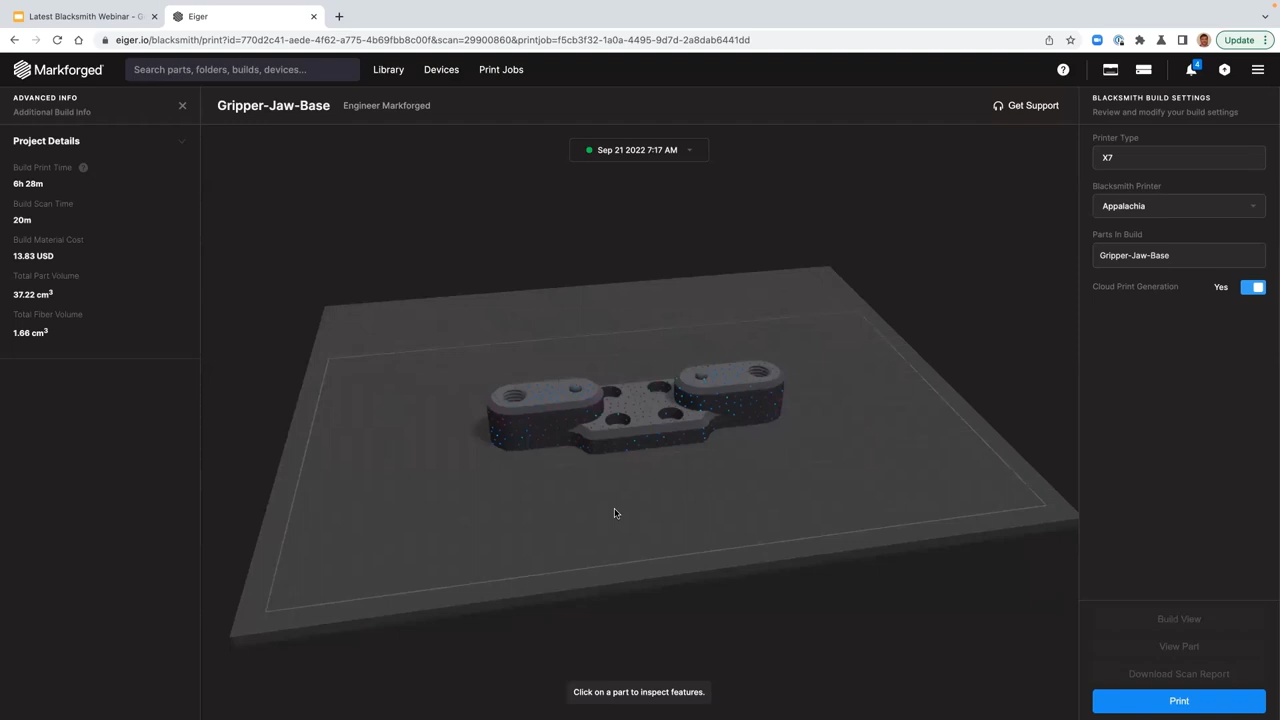 Latest Blacksmith Webinar - G
Eiger
eiger.io/blacksmith/print?id=770d2c41-aede-4f62-a775-4b69fbb8c00f&scan=29900860&printjob=f5cb3f32-1a0a-4495-9d7d-2a8dab6441dd
Update
Markforged
Search parts, folders, builds, devices...
Library
Devices
Print Jobs
4
ADVANCED INFO
Additional Build Info
Project Details
Build Print Time
6h 28m
Build Scan Time
20m
Build Material Cost
13.83 USD
Total Part Volume
37.22 cm³
Total Fiber Volume
1.66 cm³
Gripper-Jaw-Base Engineer Markforged
Get Support
Sep 21 2022 7:17 AM
Click on a part to inspect features.
BLACKSMITH BUILD SETTINGS
Review and modify your build settings
Printer Type
X7
Blacksmith Printer
Appalachia
Parts In Build
Gripper-Jaw-Base
Cloud Print Generation Yes
Build View
View Part
Download Scan Report
Print